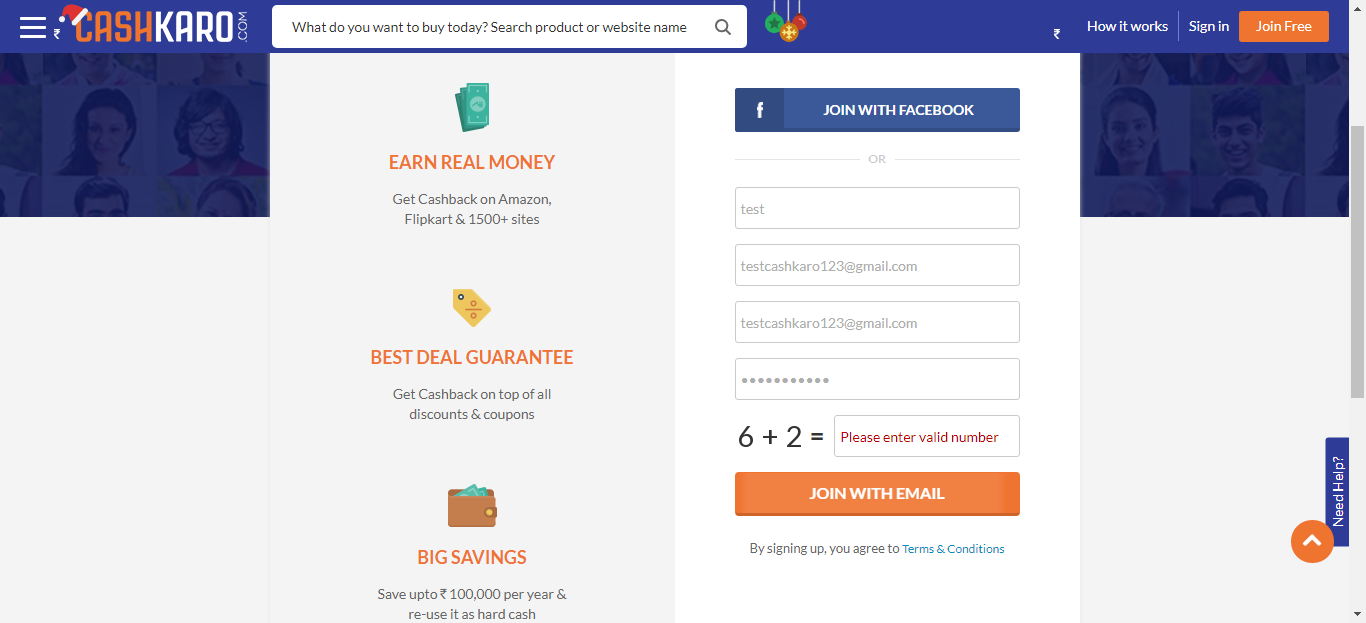 ₹
CASHKARO.COM
What do you want to buy today? Search product or website name
₹
How it works
Sign in
Join Free
EARN REAL MONEY
Get Cashback on Amazon,
Flipkart & 1500+ sites
BEST DEAL GUARANTEE
Get Cashback on top of all
discounts & coupons
BIG SAVINGS
Save upto ₹ 100,000 per year &
re-use it as hard cash
f JOIN WITH FACEBOOK
OR
test
testcashkaro123@gmail.com
testcashkaro123@gmail.com
•••••••••••
6 + 2 = Please enter valid number
JOIN WITH EMAIL
By signing up, you agree to Terms & Conditions
Need Help?